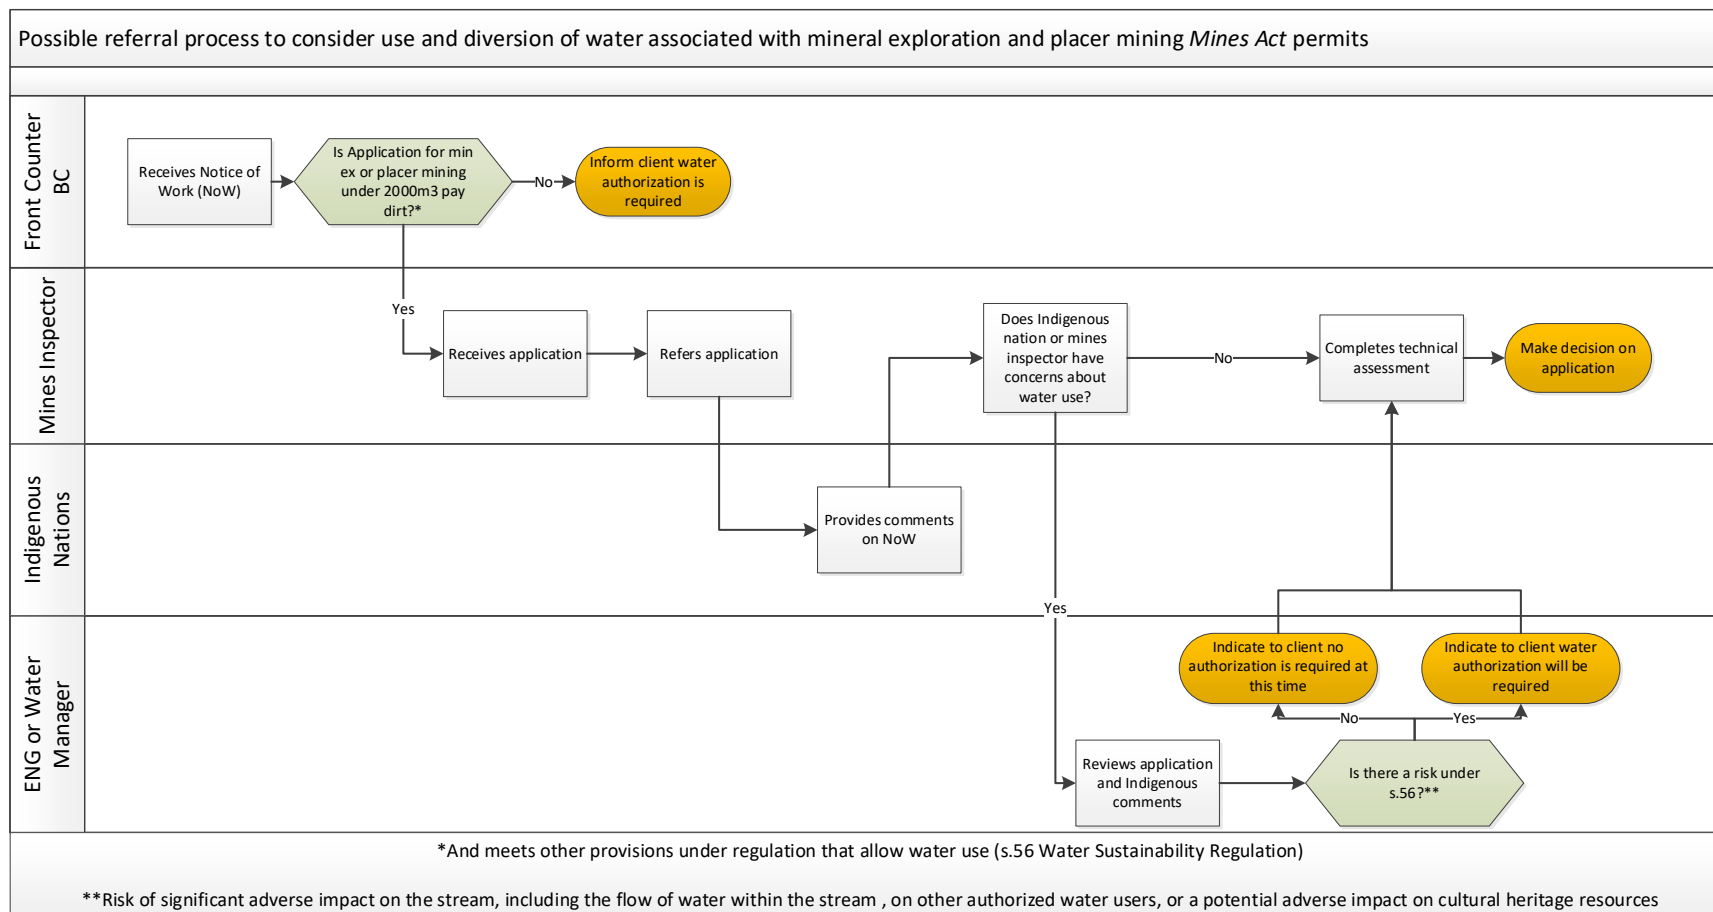 Possible referral process to consider use and diversion of water associated with mineral exploration and placer mining Mines Act permits
Front Counter
BC
Receives Notice of
Work (NoW)
Is Application for min
ex or placer mining
under 2000m3 pay
dirt?*
No
Inform client water
authorization is
required
Yes
Mines Inspector
Receives application
Refers application
Does Indigenous
nation or mines
inspector have
concerns about
water use?
No
Completes technical
assessment
Make decision on
application
Indigenous
Nations
Provides comments
on NoW
Yes
ENG or Water
Manager
Indicate to client no
authorization is required at
this time
Indicate to client water
authorization will be
required
No
Yes
Reviews application
and Indigenous
comments
Is there a risk under
s.56?**
*And meets other provisions under regulation that allow water use (s.56 Water Sustainability Regulation)
**Risk of significant adverse impact on the stream, including the flow of water within the stream , on other authorized water users, or a potential adverse impact on cultural heritage resources